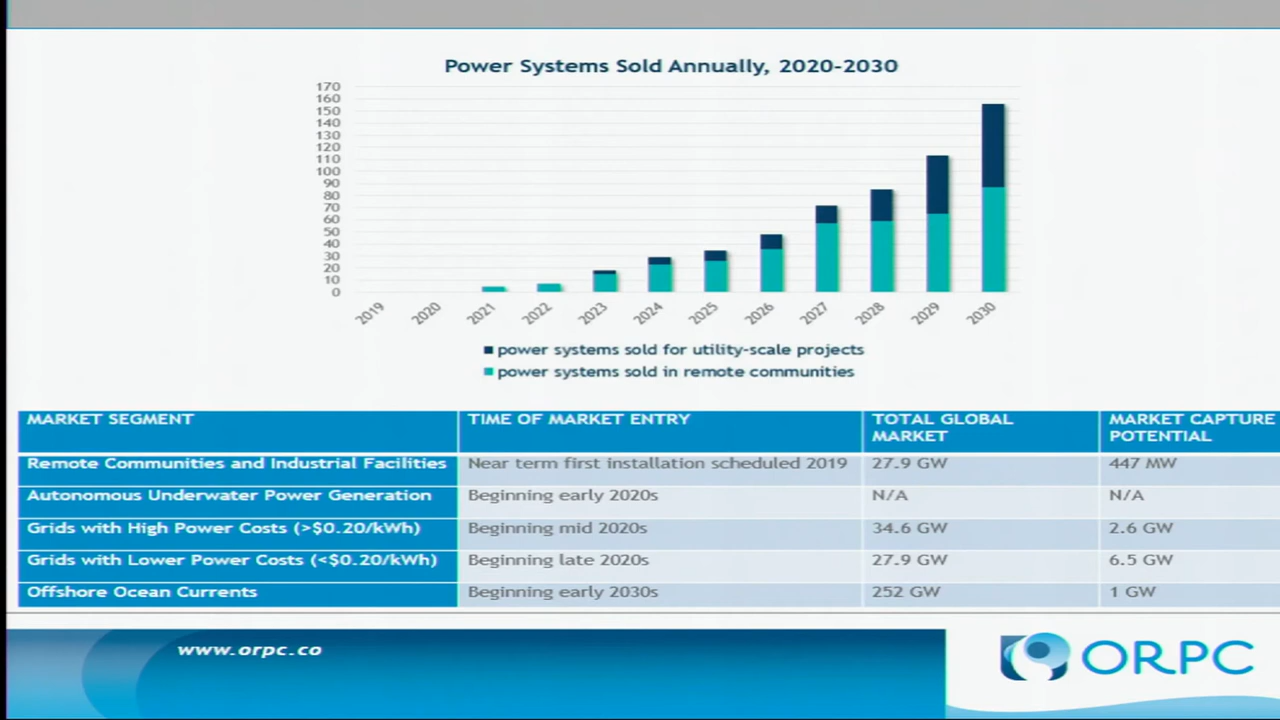 Power Systems Sold Annually, 2020-2030
170
160
150
140
130
120
110
100
90
80
70
60
50
40
30
20
10
0
2019 2020 2021 2022 2023 2024 2025 2026 2027 2028 2029 2030
power systems sold for utility-scale projects
power systems sold in remote communities
MARKET SEGMENT TIME OF MARKET ENTRY TOTAL GLOBAL MARKET MARKET CAPTURE POTENTIAL
Remote Communities and Industrial Facilities Near term first installation scheduled 2019 27.9 GW 447 MW
Autonomous Underwater Power Generation Beginning early 2020s N/A N/A
Grids with High Power Costs (>$0.20/kWh) Beginning mid 2020s 34.6 GW 2.6 GW
Grids with Lower Power Costs (<$0.20/kWh) Beginning late 2020s 27.9 GW 6.5 GW
Offshore Ocean Currents Beginning early 2030s 252 GW 1 GW
www.orpc.co
ORPC